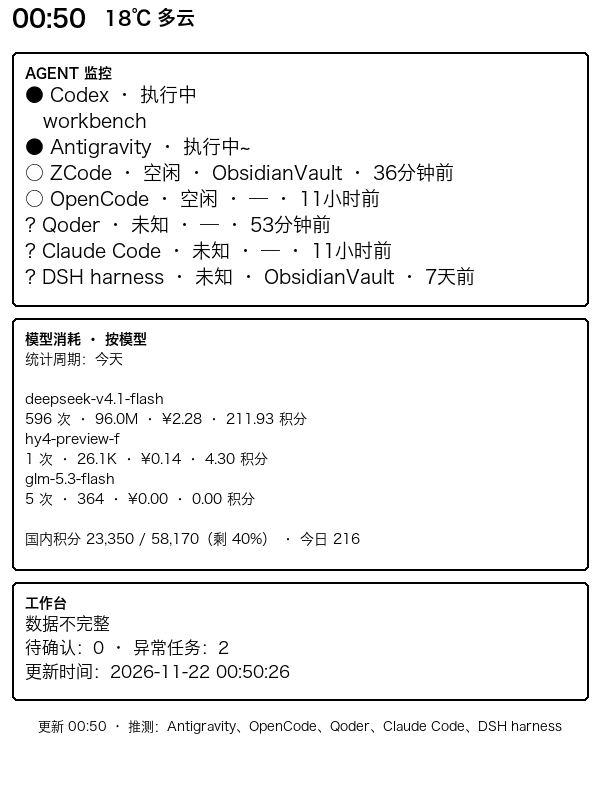 00:50 18℃ 多云
AGENT 监控
● Codex · 执行中
workbench
● Antigravity · 执行中~
○ ZCode · 空闲 · ObsidianVault · 36分钟前
○ OpenCode · 空闲 · — · 11小时前
? Qoder · 未知 · — · 53分钟前
? Claude Code · 未知 · — · 11小时前
? DSH harness · 未知 · ObsidianVault · 7天前
模型消耗 · 按模型
统计周期：今天
deepseek-v4.1-flash
596 次 · 96.0M · ¥2.28 · 211.93 积分
hy4-preview-f
1 次 · 26.1K · ¥0.14 · 4.30 积分
glm-5.3-flash
5 次 · 364 · ¥0.00 · 0.00 积分
国内积分 23,350 / 58,170（剩 40%） · 今日 216
工作台
数据不完整
待确认：0 · 异常任务：2
更新时间：2026-11-22 00:50:26
更新 00:50 · 推测：Antigravity、OpenCode、Qoder、Claude Code、DSH harness